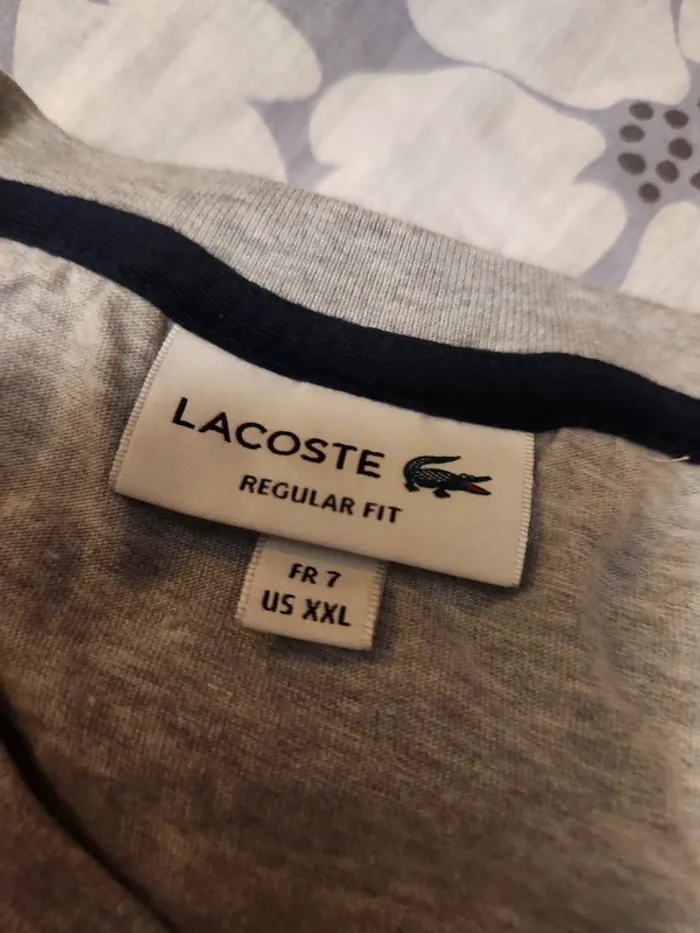 LACOSTE
REGULAR FIT
FR 7
US XXL